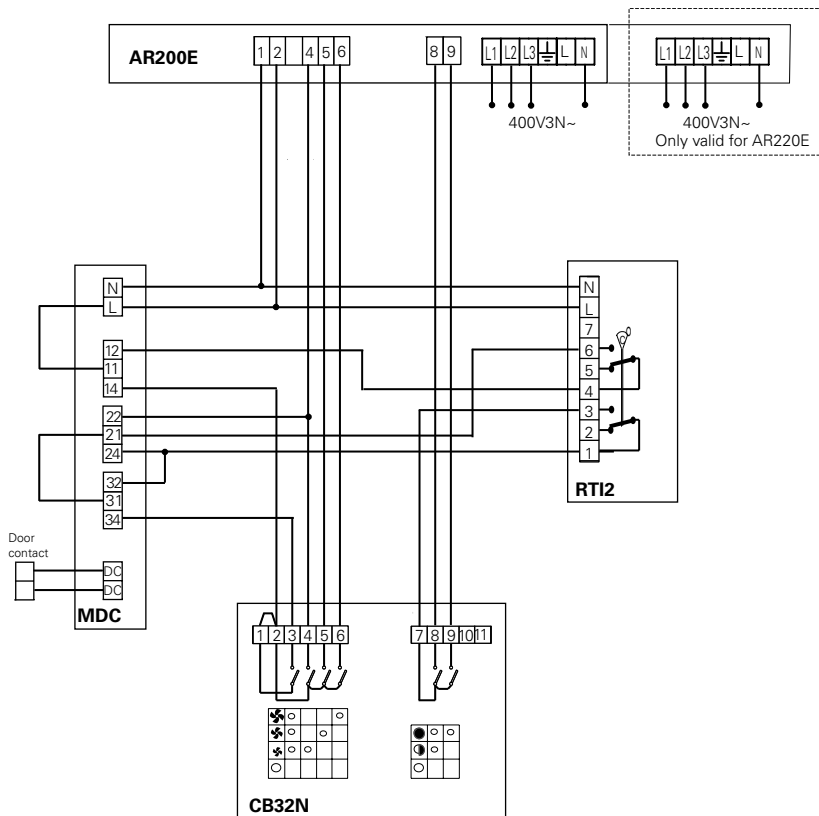 AR200E
1 2 4 5 6
8 9
L1 L2 L3 L N
L1 L2 L3 L N
400V3N~
400V3N~
Only valid for AR220E
N
L
12
11
14
22
21
24
32
31
34
DC
DC
MDC
Door
contact
N
L
7
6
5
4
3
2
1
RTI2
1 2 3 4 5 6
7 8 9 10 11
CB32N